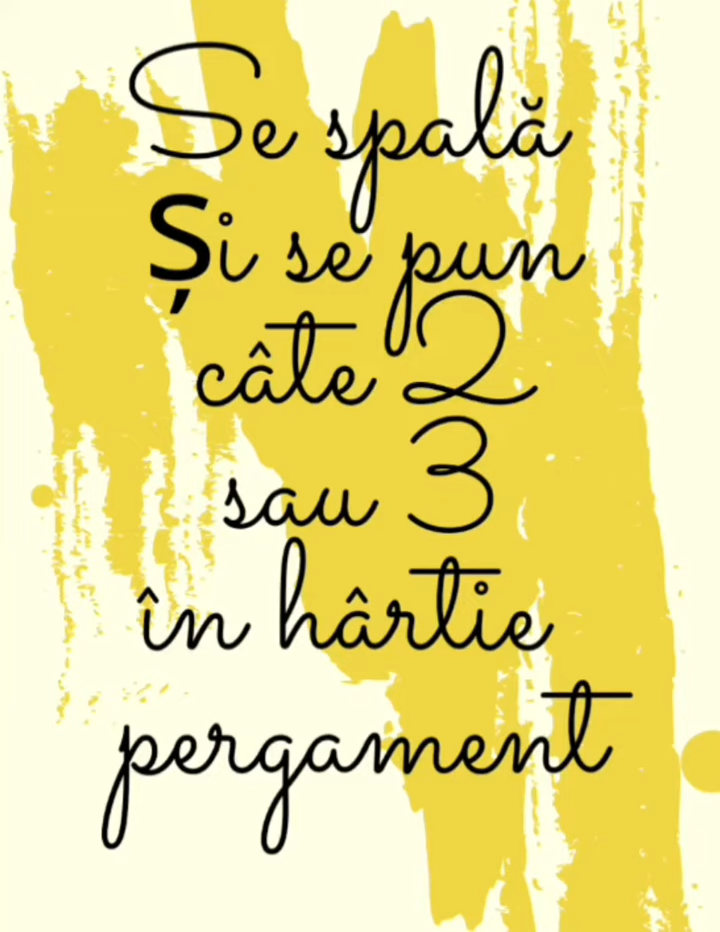 Se spală
Și se pun
câte 2
sau 3
în hârtie
pergament